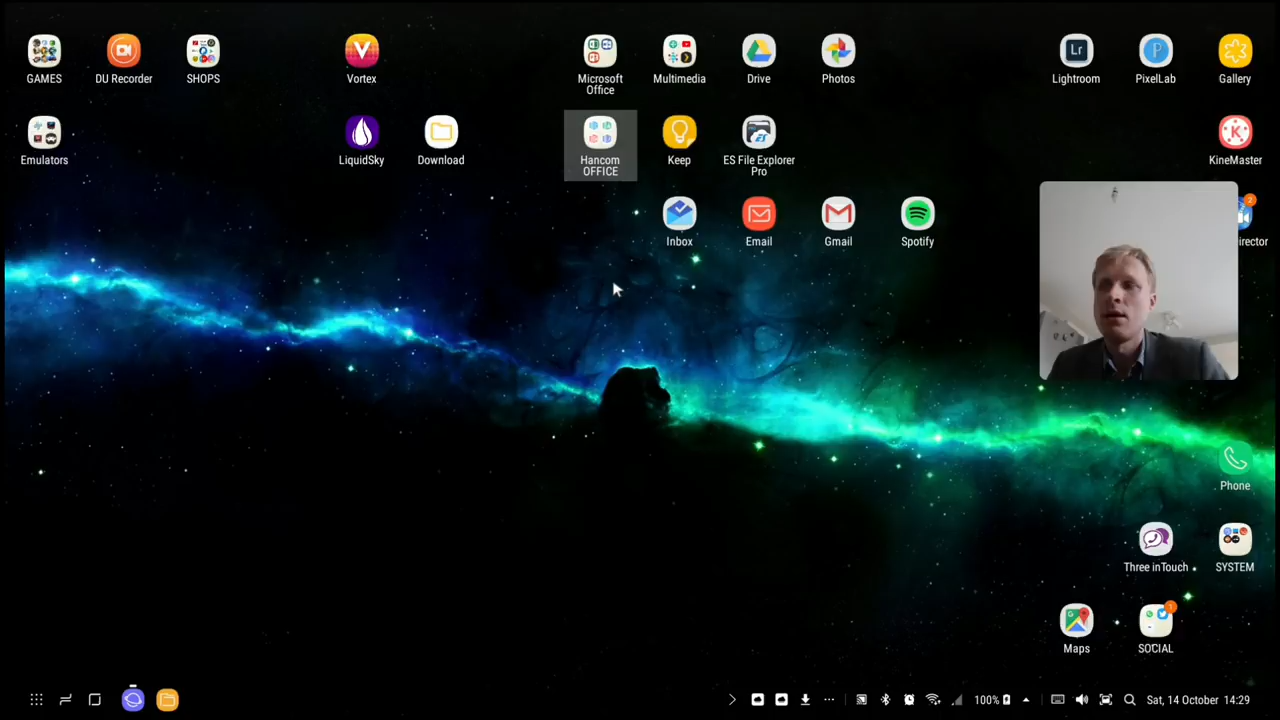 GAMES
DU Recorder
SHOPS
Vortex
Microsoft
Office
Multimedia
Drive
Photos
Lightroom
PixelLab
Gallery
Emulators
LiquidSky
Download
Hancom
OFFICE
Keep
ES File Explorer
Pro
KineMaster
Inbox
Email
Gmail
Spotify
2
irector
Phone
Three inTouch
SYSTEM
Maps
1
SOCIAL
100%
Sat, 14 October 14:29